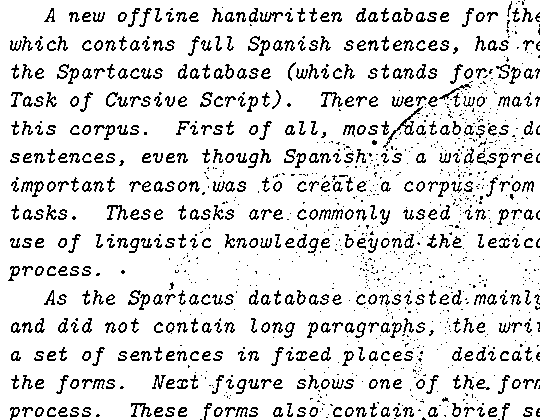 A new offline handwritten database for the
which contains full Spanish sentences, has re
the Spartacus database (which stands for Span
Task of Cursive Script). There were two main
this corpus. First of all, most databases do
sentences, even though Spanish is a widesprea
important reason was to create a corpus from
tasks. These tasks are commonly used in prac
use of linguistic knowledge beyond the lexica
process.
As the Spartacus database consisted mainly
and did not contain long paragraphs, the writ
a set of sentences in fixed places: dedicate
the forms. Next figure shows one of the form
process. These forms also contain a brief se